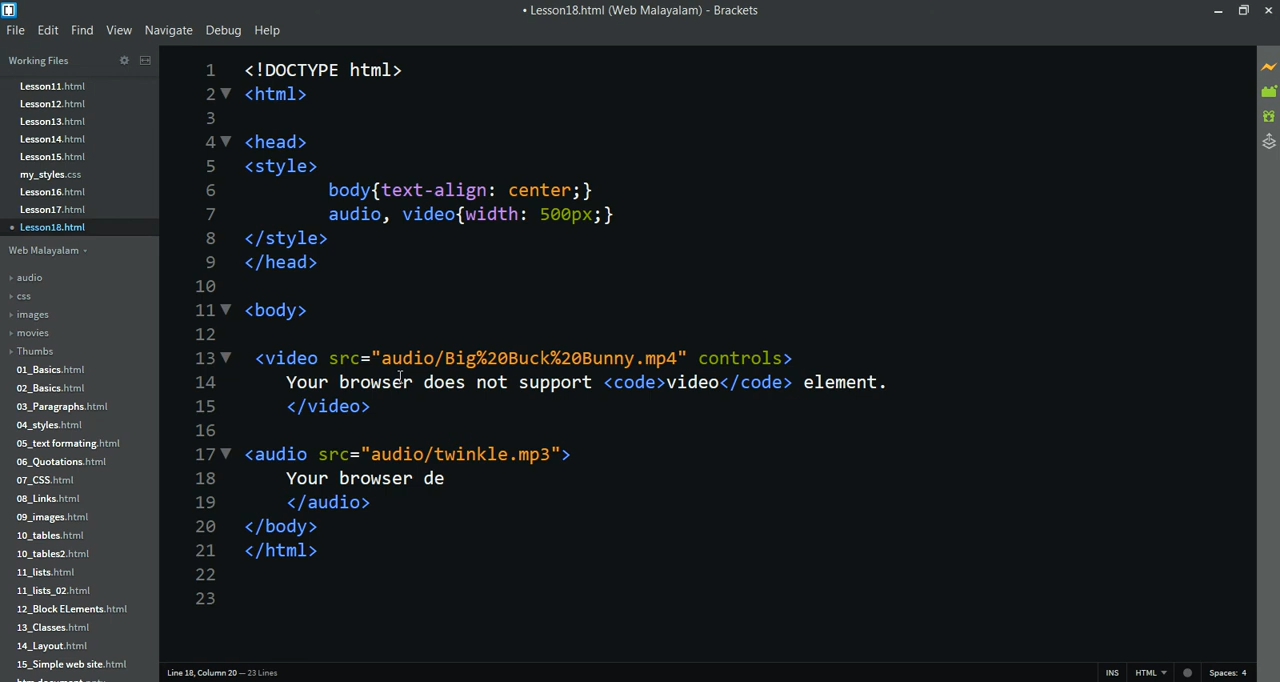 • Lesson18.html (Web Malayalam) - Brackets
File Edit Find View Navigate Debug Help
Working Files
Lesson11.html
Lesson12.html
Lesson13.html
Lesson14.html
Lesson15.html
my_styles.css
Lesson16.html
Lesson17.html
• Lesson18.html
Web Malayalam
audio
css
images
movies
Thumbs
01_Basics.html
02_Basics.html
03_Paragraphs.html
04_styles.html
05_text formating.html
06_Quotations.html
07_CSS.html
08_Links.html
09_images.html
10_tables.html
10_tables2.html
11_lists.html
11_lists_02.html
12_Block ELements.html
13_Classes.html
14_Layout.html
15_Simple web site.html
1 <!DOCTYPE html>
2 <html>
3
4 <head>
5 <style>
6 body{text-align: center;}
7 audio, video{width: 500px;}
8 </style>
9 </head>
10
11 <body>
12
13 <video src="audio/Big%20Buck%20Bunny.mp4" controls>
14 Your browser does not support <code>video</code> element.
15 </video>
16
17 <audio src="audio/twinkle.mp3">
18 Your browser de
19 </audio>
20 </body>
21 </html>
22
23
Line 18, Column 20 — 23 Lines
INS HTML Spaces: 4